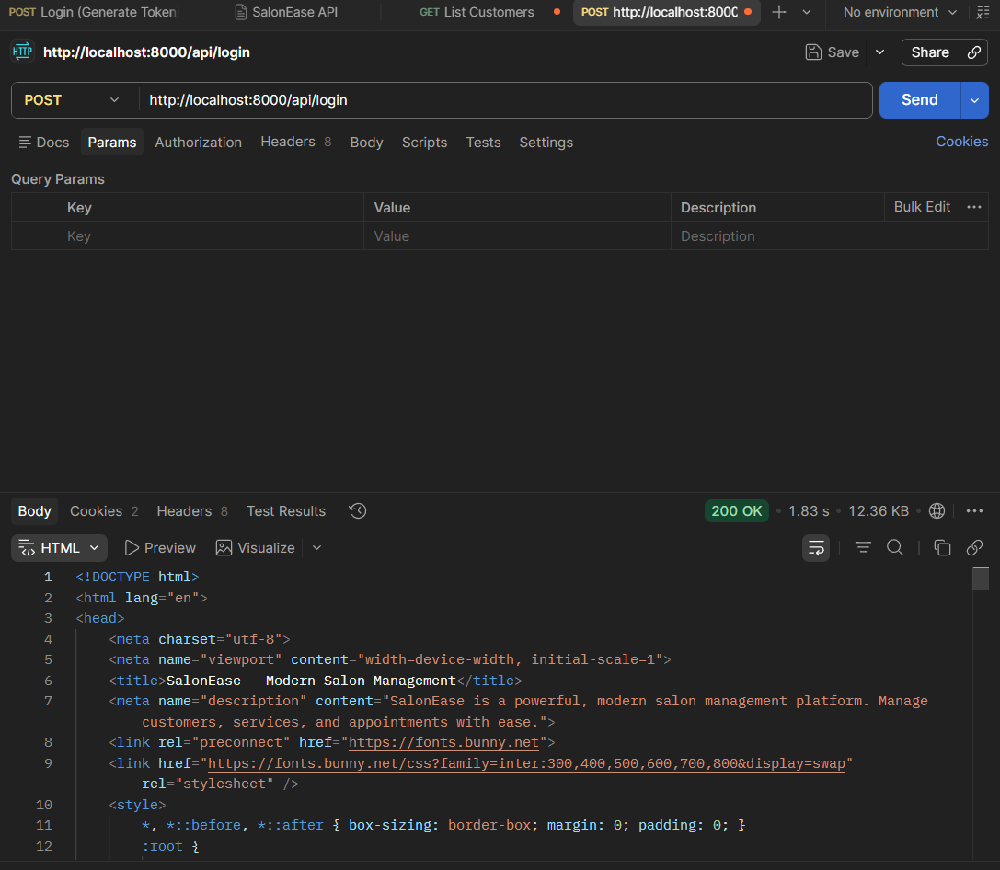 POST Login (Generate Token SalonEase API GET List Customers POST http://localhost:8000 No environment
HTTP http://localhost:8000/api/login Save Share
POST http://localhost:8000/api/login Send
Docs Params Authorization Headers 8 Body Scripts Tests Settings Cookies
Query Params
Key Value Description Bulk Edit
Key Value Description
Body Cookies 2 Headers 8 Test Results 200 OK 1.83 s 12.36 KB
HTML Preview Visualize
1 <!DOCTYPE html>
2 <html lang="en">
3 <head>
4 <meta charset="utf-8">
5 <meta name="viewport" content="width=device-width, initial-scale=1">
6 <title>SalonEase — Modern Salon Management</title>
7 <meta name="description" content="SalonEase is a powerful, modern salon management platform. Manage
customers, services, and appointments with ease.">
8 <link rel="preconnect" href="https://fonts.bunny.net">
9 <link href="https://fonts.bunny.net/css?family=inter:300,400,500,600,700,800&display=swap"
rel="stylesheet" />
10 <style>
11 *, *::before, *::after { box-sizing: border-box; margin: 0; padding: 0; }
12 :root {